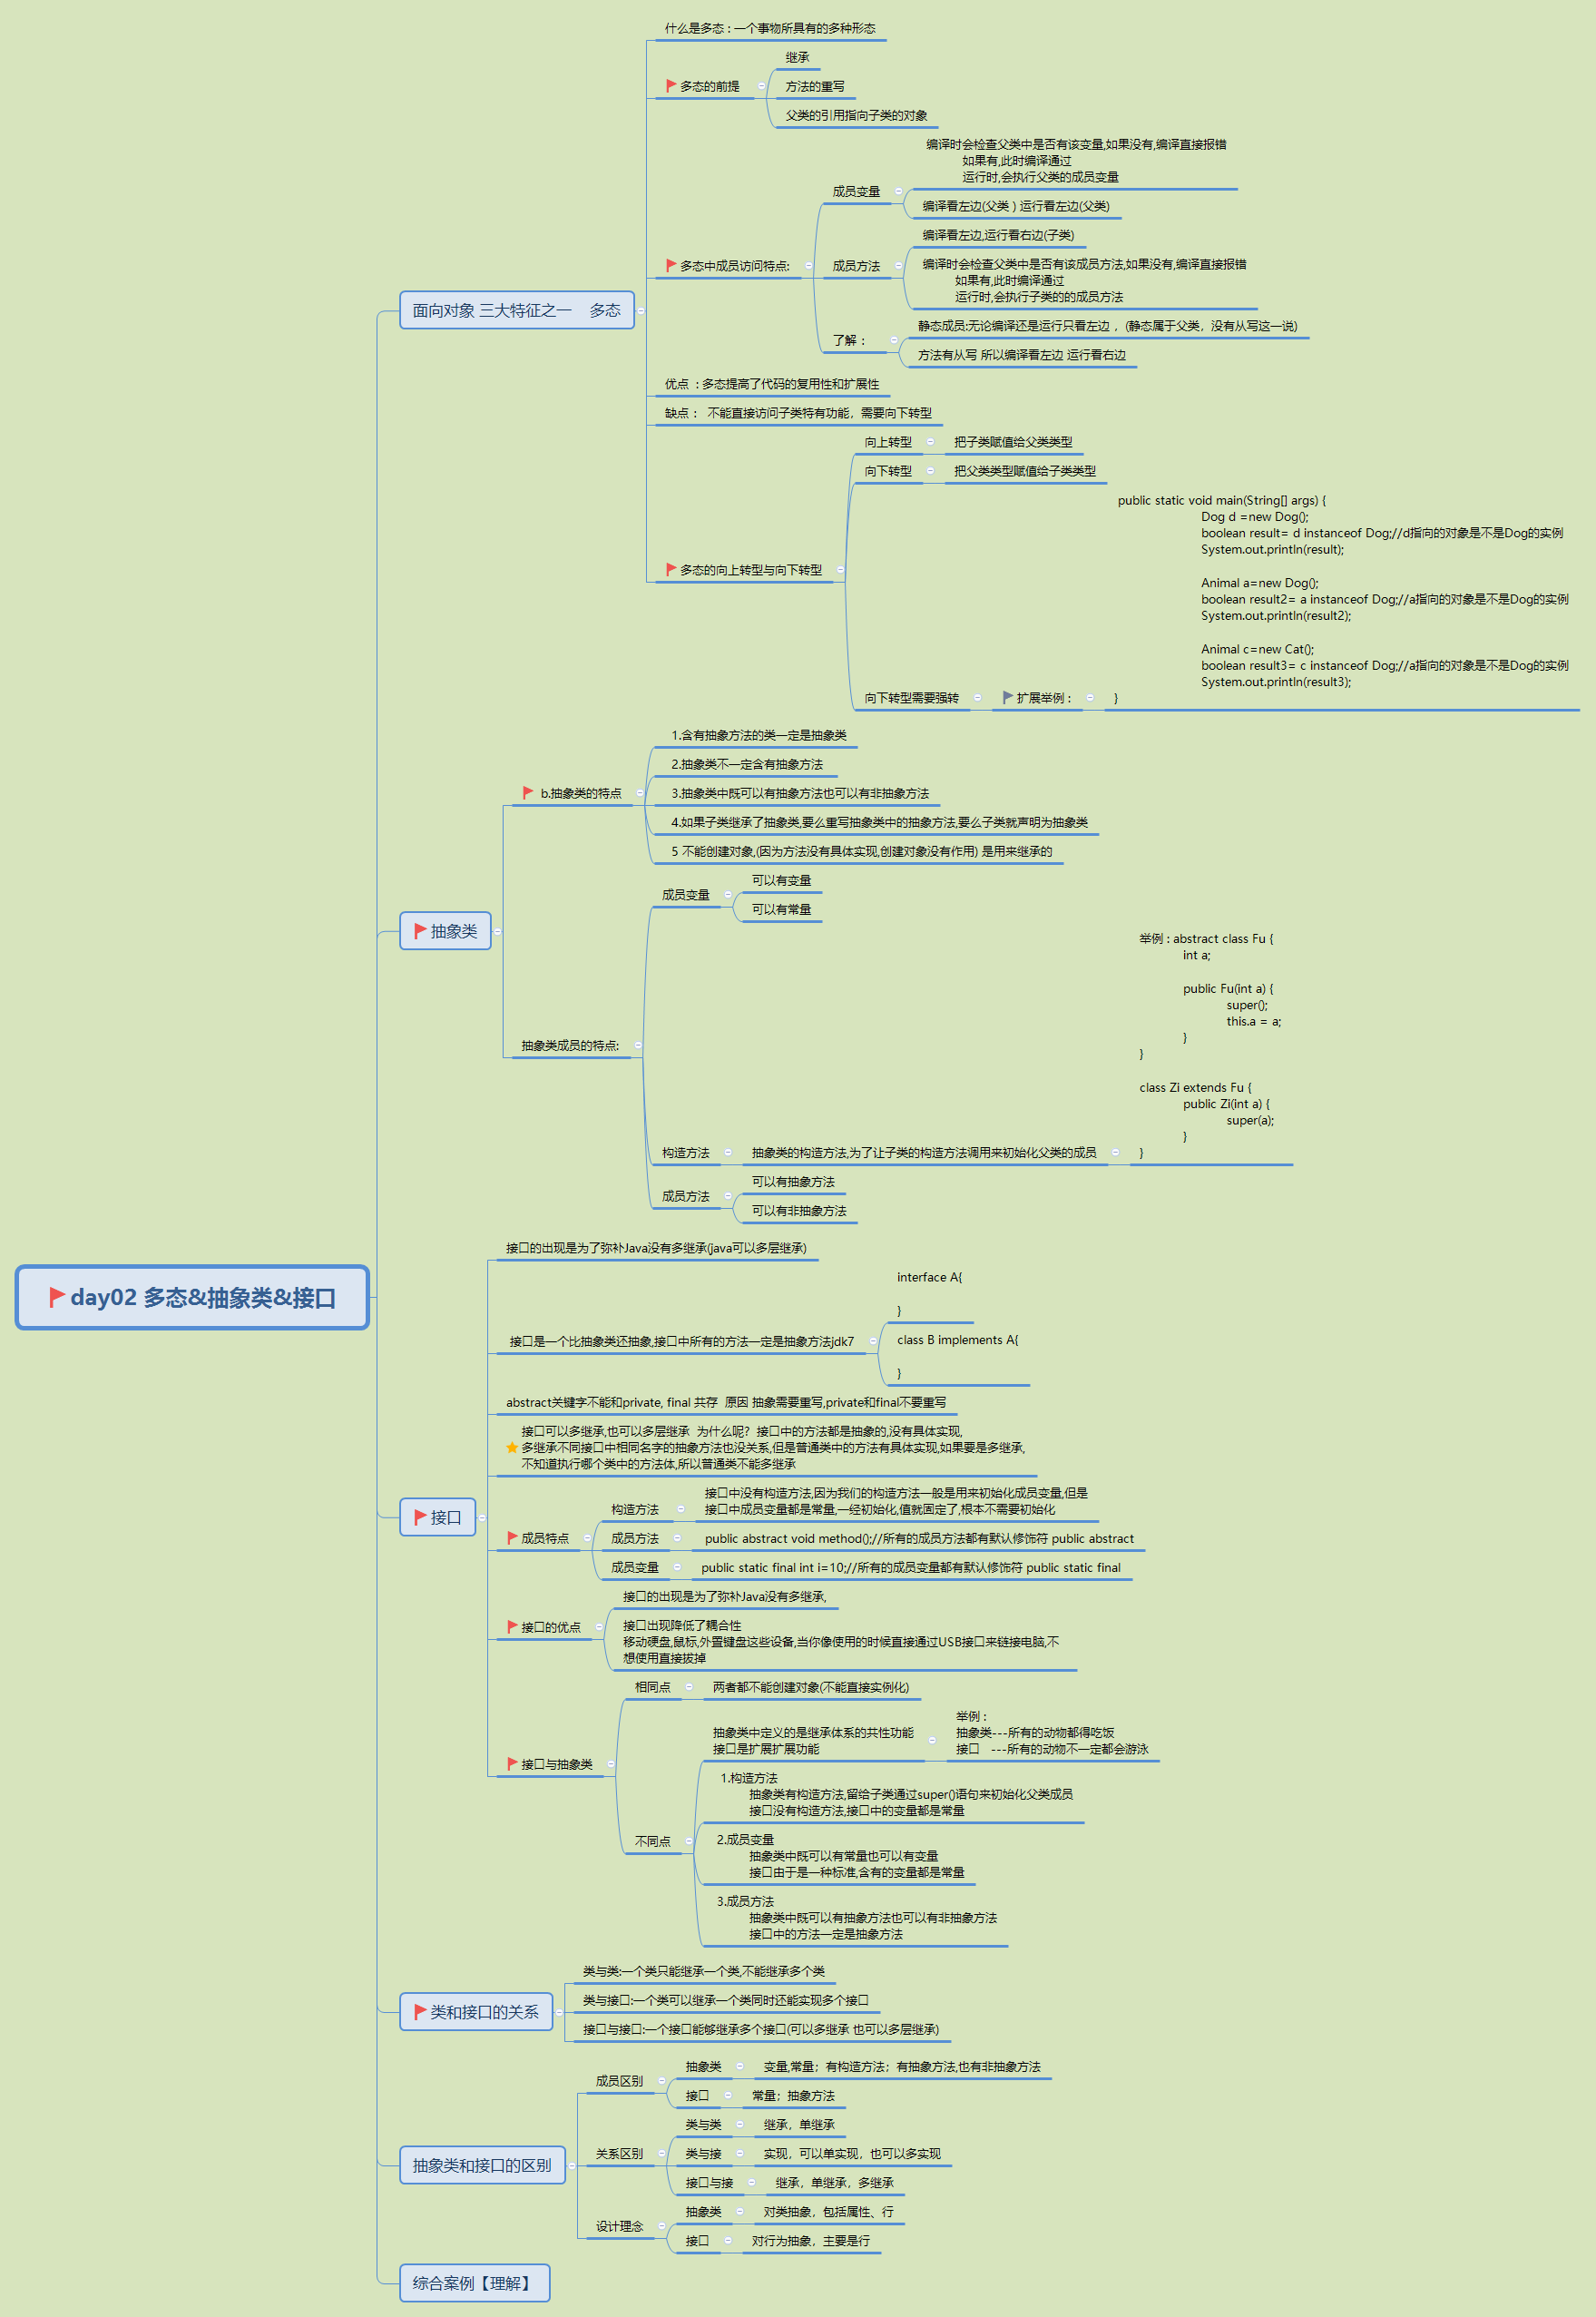 day02 多态&抽象类&接口
面向对象 三大特征之一 多态
什么是多态 : 一个事物所具有的多种形态
多态的前提
继承
方法的重写
父类的引用指向子类的对象
多态中成员访问特点:
成员变量
编译时会检查父类中是否有该变量,如果没有,编译直接报错
如果有,此时编译通过
运行时,会执行父类的成员变量
编译看左边(父类 ) 运行看左边(父类)
成员方法
编译看左边,运行看右边(子类)
编译时会检查父类中是否有该成员方法,如果没有,编译直接报错
如果有,此时编译通过
运行时,会执行子类的的成员方法
了解：
静态成员:无论编译还是运行只看左边 ，(静态属于父类，没有从写这一说)
方法有从写 所以编译看左边 运行看右边
优点 : 多态提高了代码的复用性和扩展性
缺点： 不能直接访问子类特有功能，需要向下转型
多态的向上转型与向下转型
向上转型
把子类赋值给父类类型
向下转型
把父类类型赋值给子类类型
向下转型需要强转
扩展举例 :
public static void main(String[] args) {
Dog d =new Dog();
boolean result= d instanceof Dog;//d指向的对象是不是Dog的实例
System.out.println(result);
Animal a=new Dog();
boolean result2= a instanceof Dog;//a指向的对象是不是Dog的实例
System.out.println(result2);
Animal c=new Cat();
boolean result3= c instanceof Dog;//a指向的对象是不是Dog的实例
System.out.println(result3);
}
抽象类
b.抽象类的特点
1.含有抽象方法的类一定是抽象类
2.抽象类不一定含有抽象方法
3.抽象类中既可以有抽象方法也可以有非抽象方法
4.如果子类继承了抽象类,要么重写抽象类中的抽象方法,要么子类就声明为抽象类
5 不能创建对象,(因为方法没有具体实现,创建对象没有作用) 是用来继承的
抽象类成员的特点:
成员变量
可以有变量
可以有常量
构造方法
抽象类的构造方法,为了让子类的构造方法调用来初始化父类的成员
举例 : abstract class Fu {
int a;
public Fu(int a) {
super();
this.a = a;
}
}
class Zi extends Fu {
public Zi(int a) {
super(a);
}
}
成员方法
可以有抽象方法
可以有非抽象方法
接口
接口的出现是为了弥补Java没有多继承(java可以多层继承)
接口是一个比抽象类还抽象,接口中所有的方法一定是抽象方法jdk7
interface A{
}
class B implements A{
}
abstract关键字不能和private, final 共存 原因 抽象需要重写,private和final不要重写
接口可以多继承,也可以多层继承 为什么呢? 接口中的方法都是抽象的,没有具体实现,
多继承不同接口中相同名字的抽象方法也没关系,但是普通类中的方法有具体实现,如果要是多继承,
不知道执行哪个类中的方法体,所以普通类不能多继承
成员特点
构造方法
接口中没有构造方法,因为我们的构造方法一般是用来初始化成员变量,但是
接口中成员变量都是常量,一经初始化,值就固定了,根本不需要初始化
成员方法
public abstract void method();//所有的成员方法都有默认修饰符 public abstract
成员变量
public static final int i=10;//所有的成员变量都有默认修饰符 public static final
接口的优点
接口的出现是为了弥补Java没有多继承,
接口出现降低了耦合性
移动硬盘,鼠标,外置键盘这些设备,当你像使用的时候直接通过USB接口来链接电脑,不
想使用直接拔掉
接口与抽象类
相同点
两者都不能创建对象(不能直接实例化)
不同点
抽象类中定义的是继承体系的共性功能
接口是扩展扩展功能
举例 :
抽象类---所有的动物都得吃饭
接口 ---所有的动物不一定都会游泳
1.构造方法
抽象类有构造方法,留给子类通过super()语句来初始化父类成员
接口没有构造方法,接口中的变量都是常量
2.成员变量
抽象类中既可以有常量也可以有变量
接口由于是一种标准,含有的变量都是常量
3.成员方法
抽象类中既可以有抽象方法也可以有非抽象方法
接口中的方法一定是抽象方法
类和接口的关系
类与类:一个类只能继承一个类,不能继承多个类
类与接口:一个类可以继承一个类同时还能实现多个接口
接口与接口:一个接口能够继承多个接口(可以多继承 也可以多层继承)
抽象类和接口的区别
成员区别
抽象类
变量,常量；有构造方法；有抽象方法,也有非抽象方法
接口
常量；抽象方法
关系区别
类与类
继承，单继承
类与接
实现，可以单实现，也可以多实现
接口与接
继承，单继承，多继承
设计理念
抽象类
对类抽象，包括属性、行
接口
对行为抽象，主要是行
综合案例【理解】